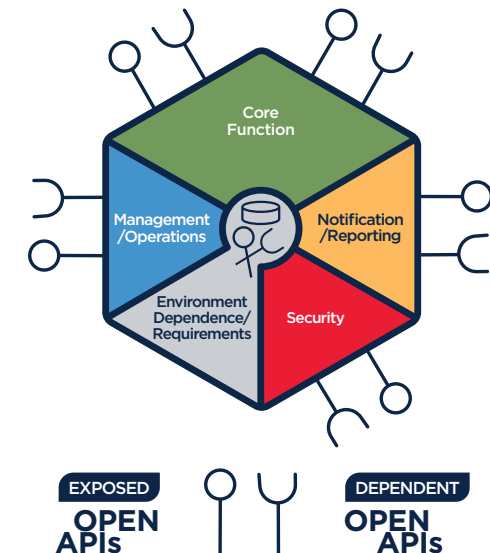 Core
Function
Management
/Operations
Notification
/Reporting
Environment
Dependence/
Requirements
Security
EXPOSED
OPEN
APIs
DEPENDENT
OPEN
APIs